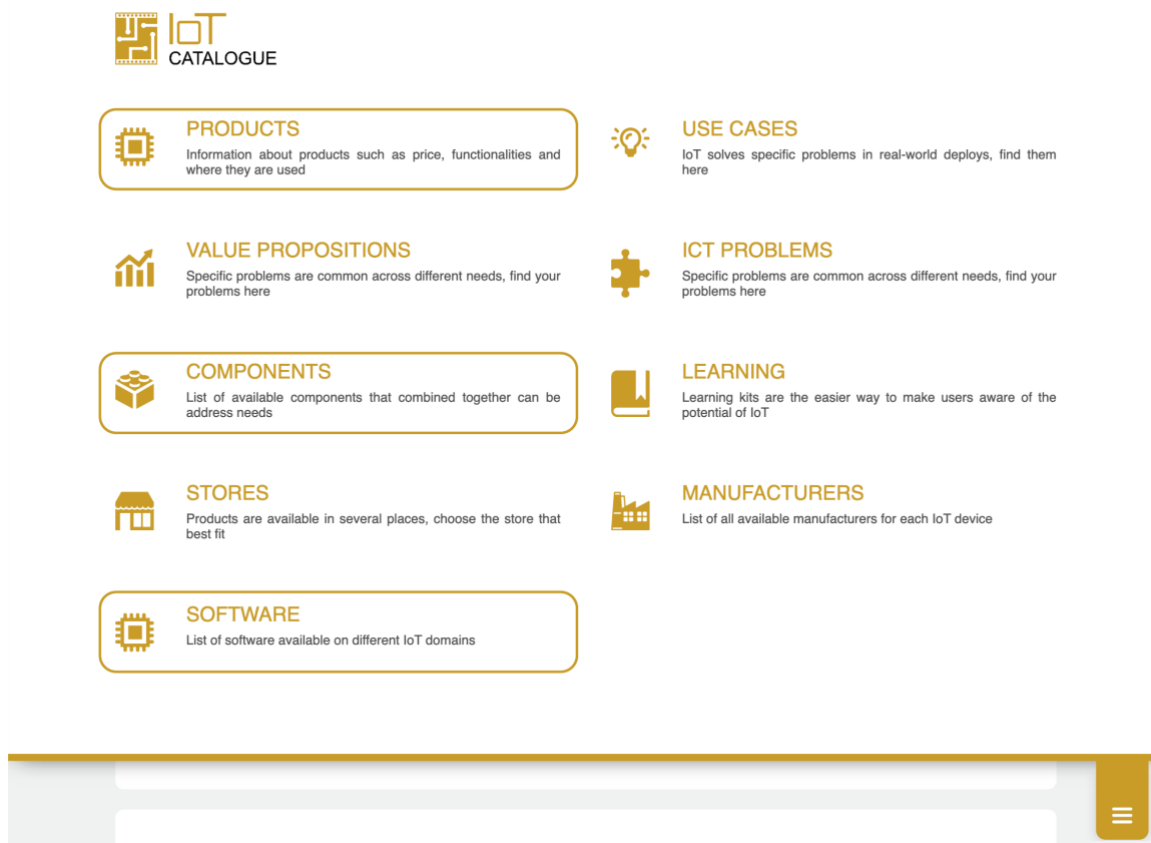 IoT
CATALOGUE
PRODUCTS
Information about products such as price, functionalities and
where they are used
USE CASES
IoT solves specific problems in real-world deploys, find them
here
VALUE PROPOSITIONS
Specific problems are common across different needs, find your
problems here
ICT PROBLEMS
Specific problems are common across different needs, find your
problems here
COMPONENTS
List of available components that combined together can be
address needs
LEARNING
Learning kits are the easier way to make users aware of the
potential of IoT
STORES
Products are available in several places, choose the store that
best fit
MANUFACTURERS
List of all available manufacturers for each IoT device
SOFTWARE
List of software available on different IoT domains